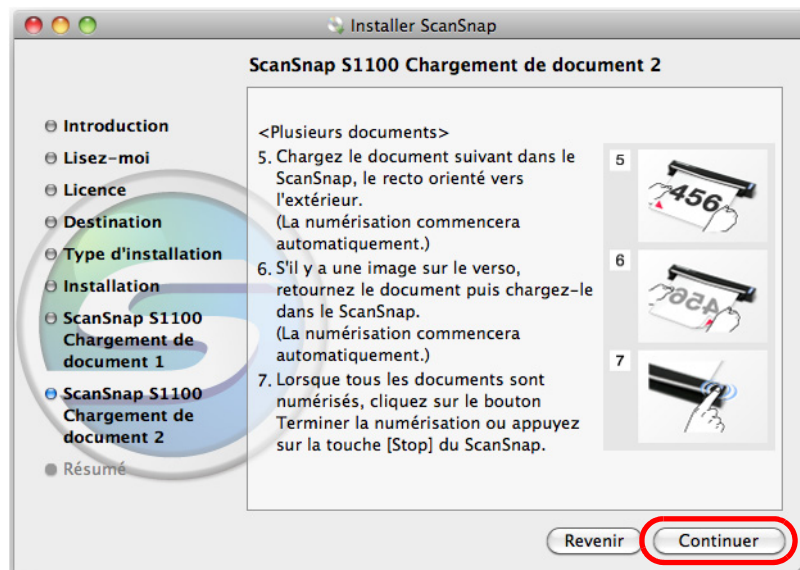 Installer ScanSnap
ScanSnap S1100 Chargement de document 2
Introduction
Lisez-moi
Licence
Destination
Type d'installation
Installation
ScanSnap S1100
Chargement de
document 1
ScanSnap S1100
Chargement de
document 2
Résumé
<Plusieurs documents>
5. Chargez le document suivant dans le
ScanSnap, le recto orienté vers
l'extérieur.
(La numérisation commencera
automatiquement.)
6. S'il y a une image sur le verso,
retournez le document puis chargez-le
dans le ScanSnap.
(La numérisation commencera
automatiquement.)
7. Lorsque tous les documents sont
numérisés, cliquez sur le bouton
Terminer la numérisation ou appuyez
sur la touche [Stop] du ScanSnap.
5
456
6
456
7
Revenir
Continuer